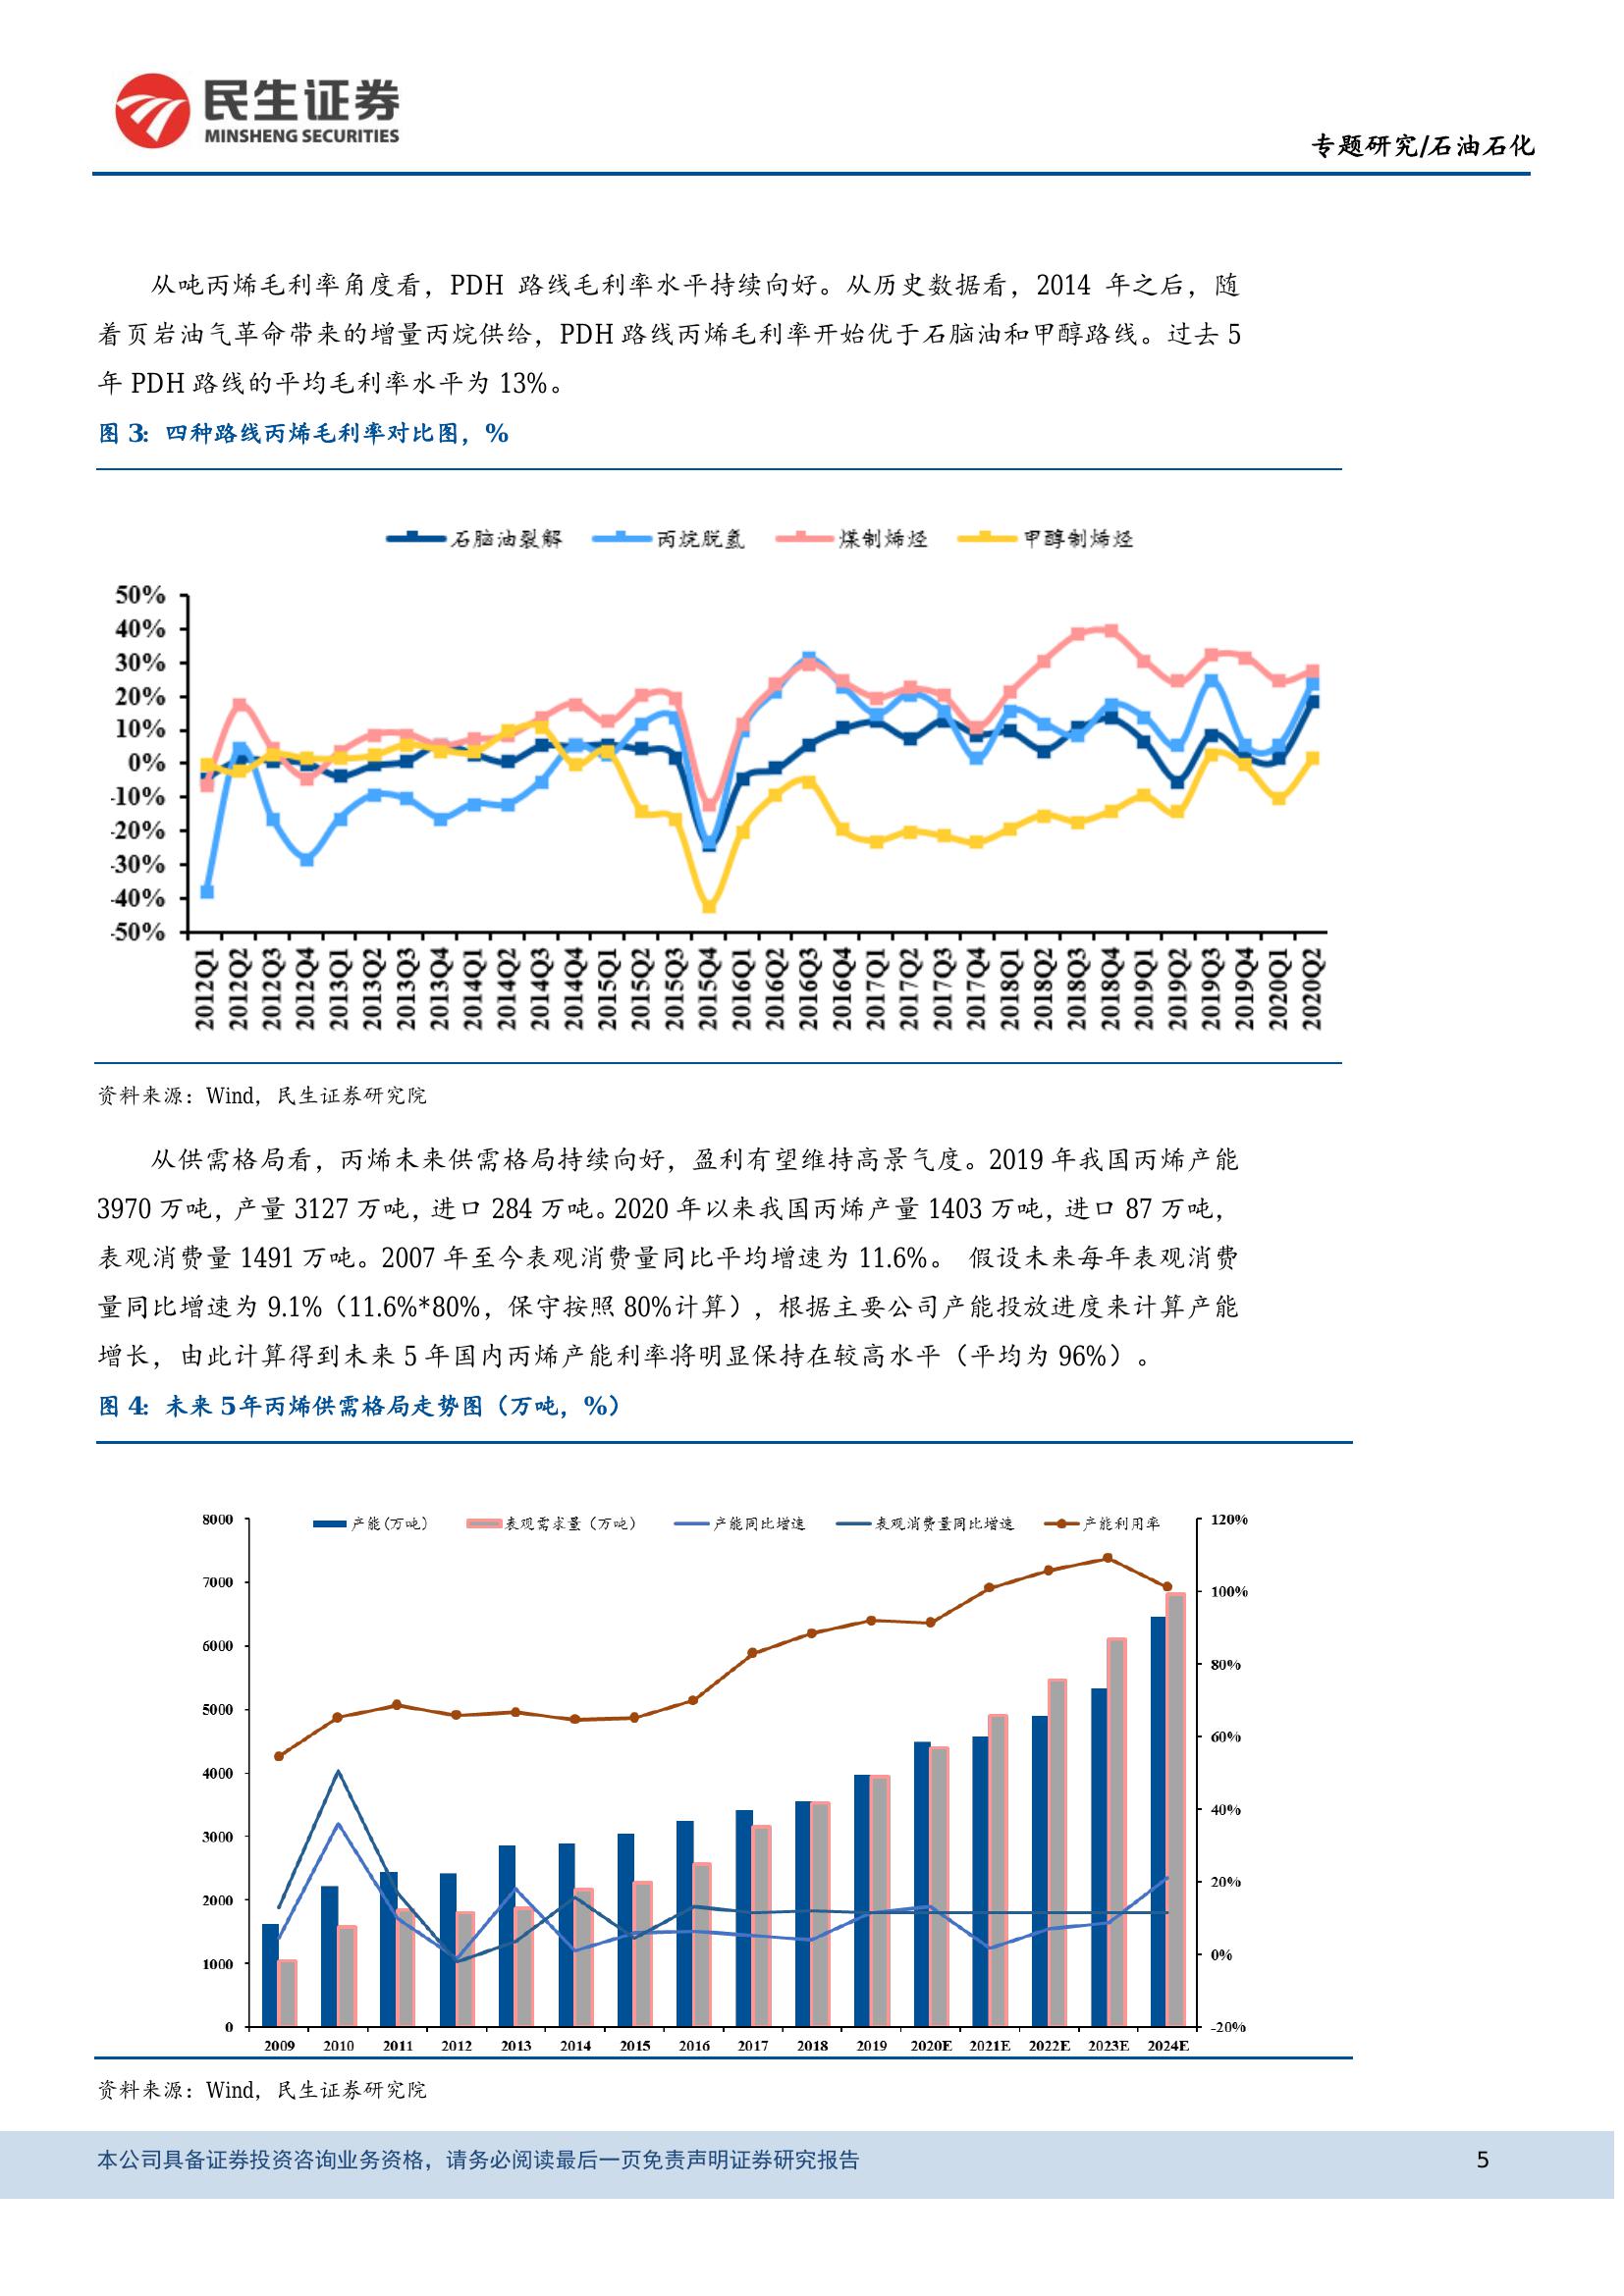 民生证券
MINSHENG SECURITIES
专题研究/石油石化
从吨丙烯毛利率角度看，PDH 路线毛利率水平持续向好。从历史数据看，2014 年之后，随
着页岩油气革命带来的增量丙烷供给，PDH 路线丙烯毛利率开始优于石脑油和甲醇路线。过去 5
年 PDH 路线的平均毛利率水平为 13%。
图 3：四种路线丙烯毛利率对比图，%
石脑油裂解 丙烷脱氢 煤制烯烃 甲醇制烯烃
50%
40%
30%
20%
10%
0%
-10%
-20%
-30%
-40%
-50%
2012Q1 2012Q2 2012Q3 2012Q4 2013Q1 2013Q2 2013Q3 2013Q4 2014Q1 2014Q2 2014Q3 2014Q4 2015Q1 2015Q2 2015Q3 2015Q4 2016Q1 2016Q2 2016Q3 2016Q4 2017Q1 2017Q2 2017Q3 2017Q4 2018Q1 2018Q2 2018Q3 2018Q4 2019Q1 2019Q2 2019Q3 2019Q4 2020Q1 2020Q2
资料来源：Wind，民生证券研究院
从供需格局看，丙烯未来供需格局持续向好，盈利有望维持高景气度。2019 年我国丙烯产能
3970 万吨，产量 3127 万吨，进口 284 万吨。2020 年以来我国丙烯产量 1403 万吨，进口 87 万吨，
表观消费量 1491 万吨。2007 年至今表观消费量同比平均增速为 11.6%。 假设未来每年表观消费
量同比增速为 9.1%（11.6%*80%，保守按照 80%计算），根据主要公司产能投放进度来计算产能
增长，由此计算得到未来 5 年国内丙烯产能利率将明显保持在较高水平（平均为 96%）。
图 4：未来 5年丙烯供需格局走势图（万吨，%）
产能(万吨) 表观需求量（万吨） 产能同比增速 表观消费量同比增速 产能利用率
8000
7000
6000
5000
4000
3000
2000
1000
0
120%
100%
80%
60%
40%
20%
0%
-20%
2009 2010 2011 2012 2013 2014 2015 2016 2017 2018 2019 2020E 2021E 2022E 2023E 2024E
资料来源：Wind，民生证券研究院
本公司具备证券投资咨询业务资格，请务必阅读最后一页免责声明证券研究报告 5